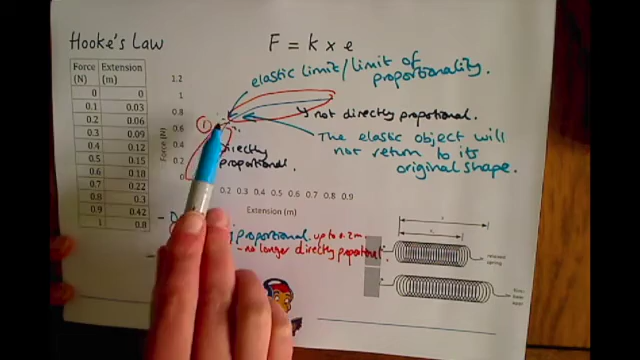 Hooke's Law
F = k x e
Force (N) Extension (m)
0 0
0.1 0.03
0.2 0.06
0.3 0.09
0.4 0.12
0.5 0.15
0.6 0.18
0.7 0.22
0.8 0.3
0.9 0.42
1 0.8
elastic limit/limit of
proportionality.
not directly proportional.
The elastic object will
not return to its
original shape.
1
directly
proportional.
Force (N)
1.2
1
0.8
0.6
0.4
0.2
0
0.2 0.3 0.4 0.5 0.6 0.7 0.8 0.9
Extension (m)
proportional up to 0.2m
- no longer directly proportional